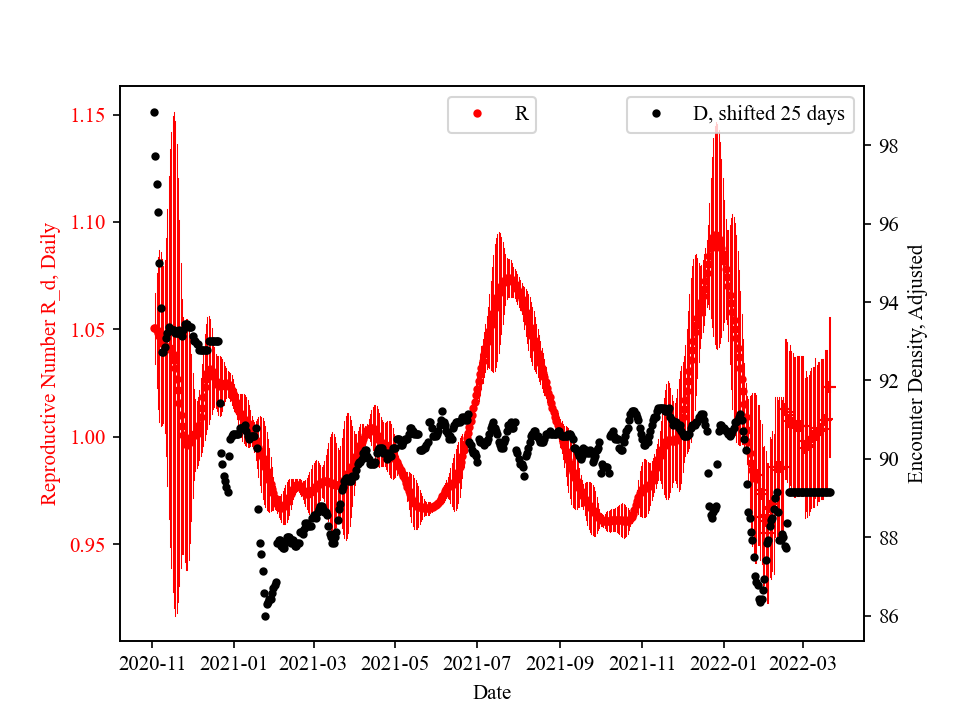 R
D, shifted 25 days
1.15
1.10
1.05
1.00
0.95
Reproductive Number R_d, Daily
98
96
94
92
90
88
86
Encounter Density, Adjusted
2020-11 2021-01 2021-03 2021-05 2021-07 2021-09 2021-11 2022-01 2022-03
Date